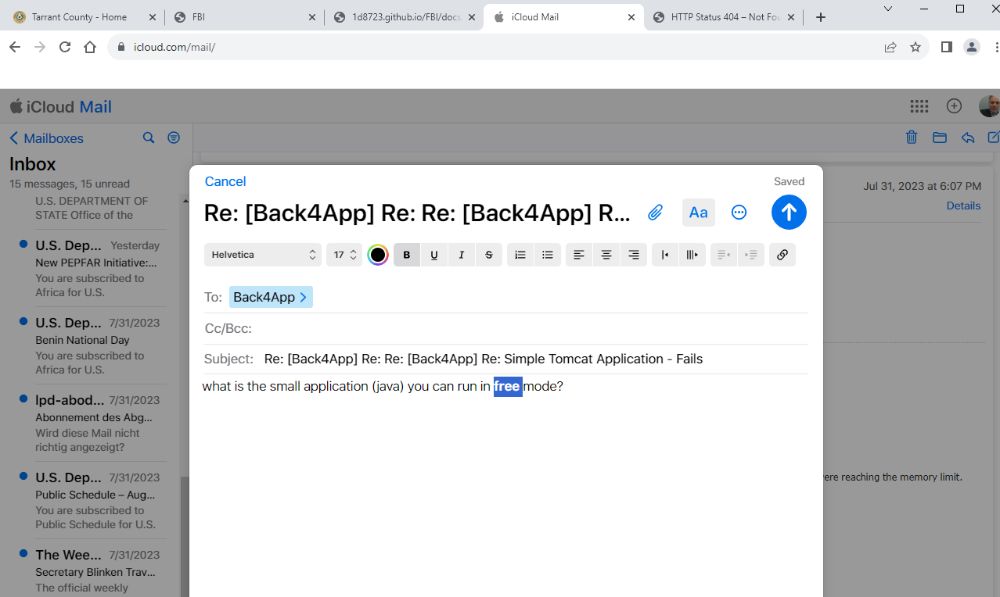 Tarrant County - Home
FBI
1d8723.github.io/FBI/docs
iCloud Mail
HTTP Status 404 – Not Fou
icloud.com/mail/
iCloud Mail
Mailboxes
Inbox
15 messages, 15 unread
U.S. DEPARTMENT OF
STATE Office of the
U.S. Dep... Yesterday
New PEPFAR Initiative:...
You are subscribed to
Africa for U.S.
U.S. Dep... 7/31/2023
Benin National Day
You are subscribed to
Africa for U.S.
lpd-abod... 7/31/2023
Abonnement des Abg...
Wird diese Mail nicht
richtig angezeigt?
U.S. Dep... 7/31/2023
Public Schedule – Aug...
You are subscribed to
Public Schedule for U.S.
The Wee... 7/31/2023
Secretary Blinken Trav...
The official weekly
Cancel
Saved
Re: [Back4App] Re: Re: [Back4App] R...
Aa
Helvetica
17
B U I S
To: Back4App
Cc/Bcc:
Subject: Re: [Back4App] Re: Re: [Back4App] Re: Simple Tomcat Application - Fails
what is the small application (java) you can run in free mode?
Jul 31, 2023 at 6:07 PM
Details
ere reaching the memory limit.